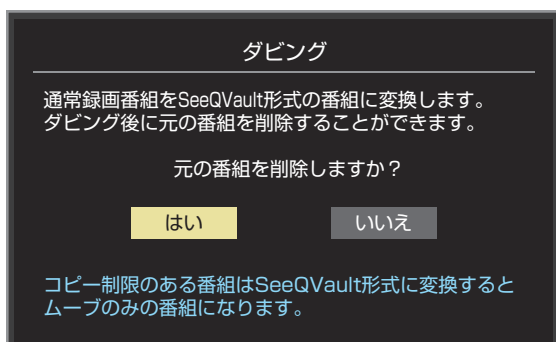 ダビング
通常録画番組をSeeQVault形式の番組に変換します。
ダビング後に元の番組を削除することができます。
元の番組を削除しますか？
はい
いいえ
コピー制限のある番組はSeeQVault形式に変換すると
ムーブのみの番組になります。